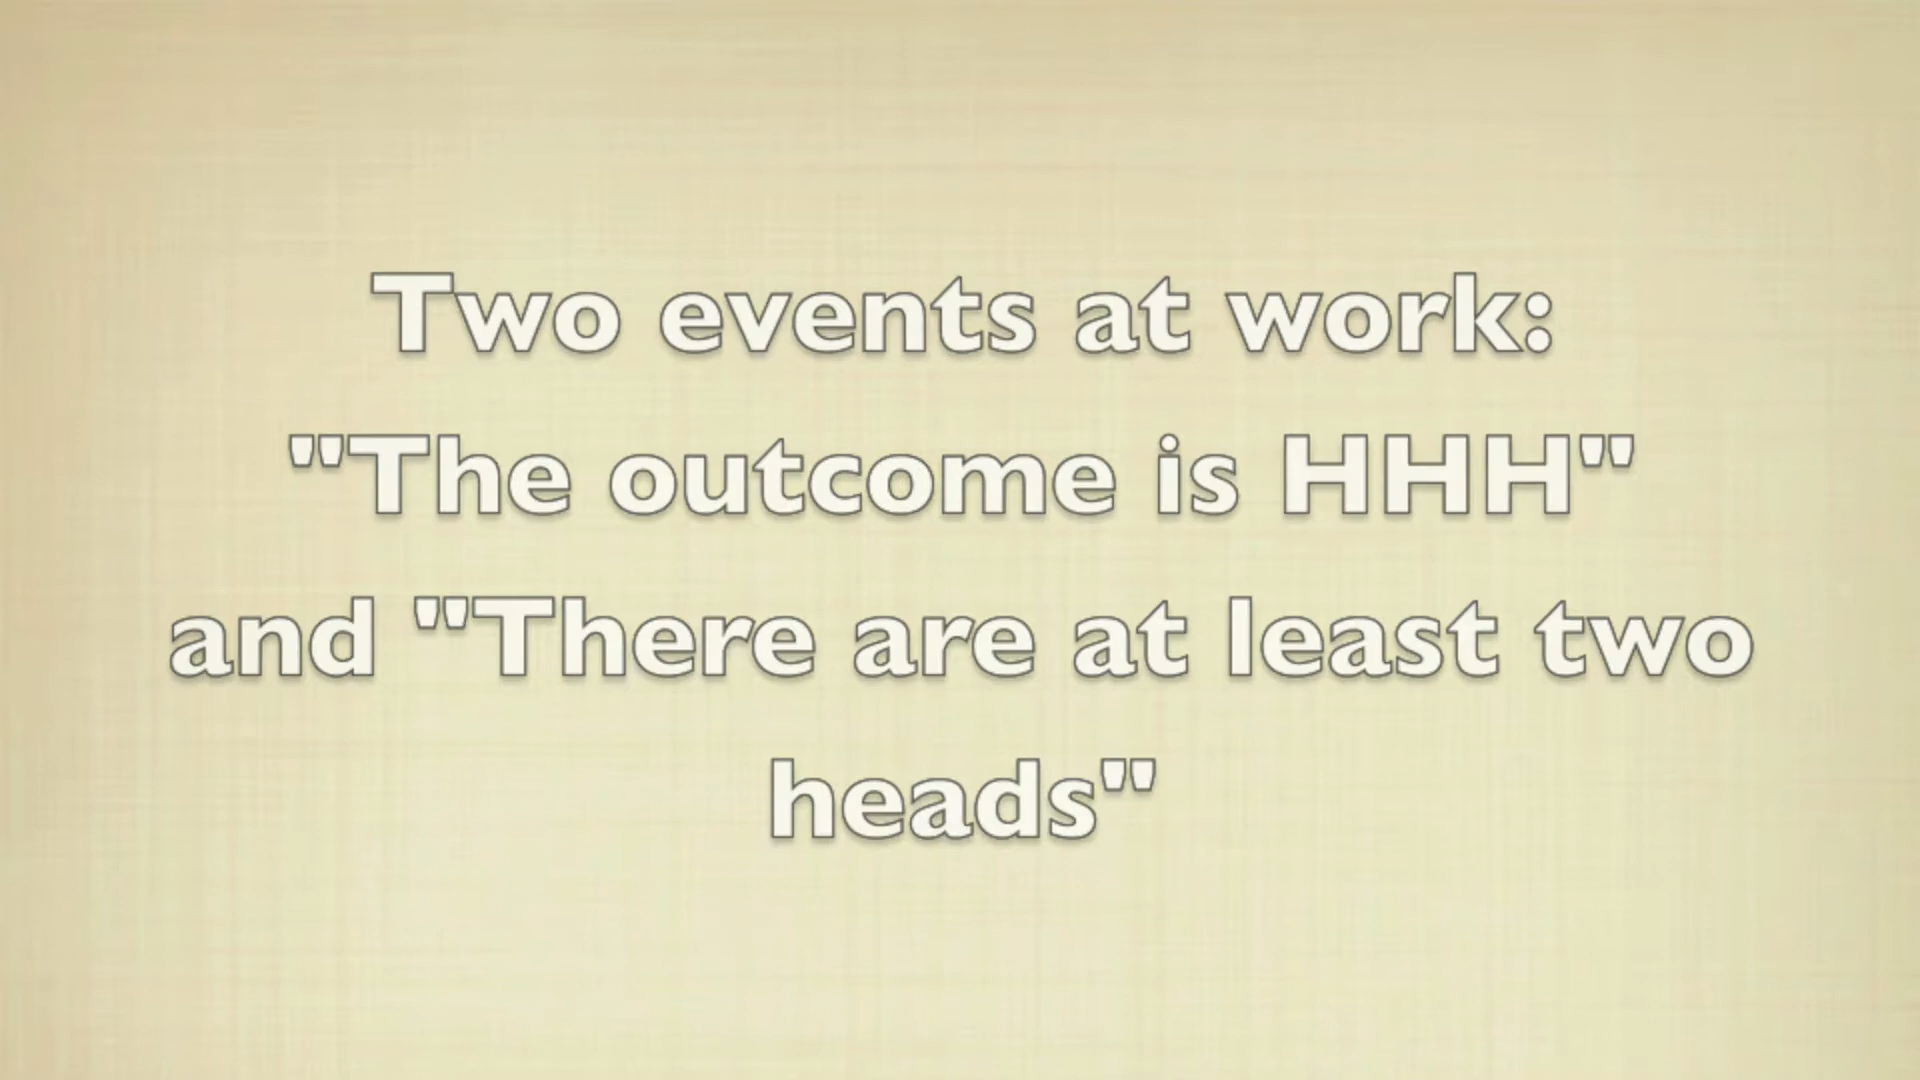 Two events at work:
"The outcome is HHH"
and "There are at least two
heads"